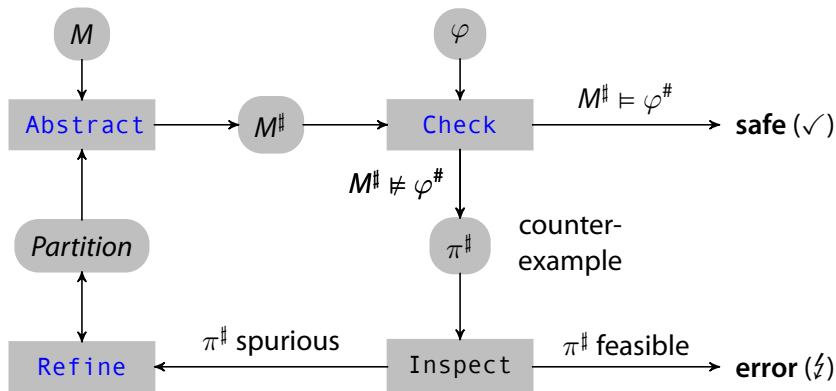 M
φ
Abstract
M♯
Check
M♯ ⊨ φ#
safe (✓)
M♯ ⊭ φ#
Partition
π♯
counter-
example
Refine
π♯ spurious
Inspect
π♯ feasible
error (↯)